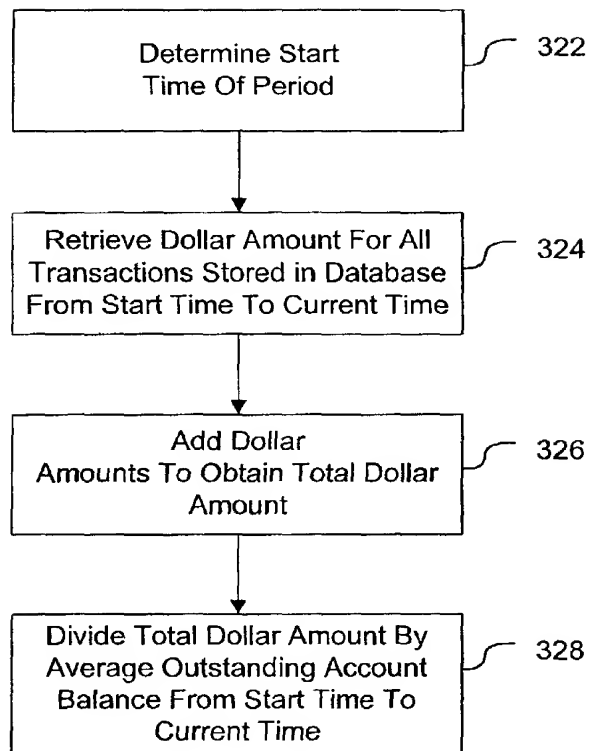 Determine Start
Time Of Period
322
Retrieve Dollar Amount For All
Transactions Stored in Database
From Start Time To Current Time
324
Add Dollar
Amounts To Obtain Total Dollar
Amount
326
Divide Total Dollar Amount By
Average Outstanding Account
Balance From Start Time To
Current Time
328